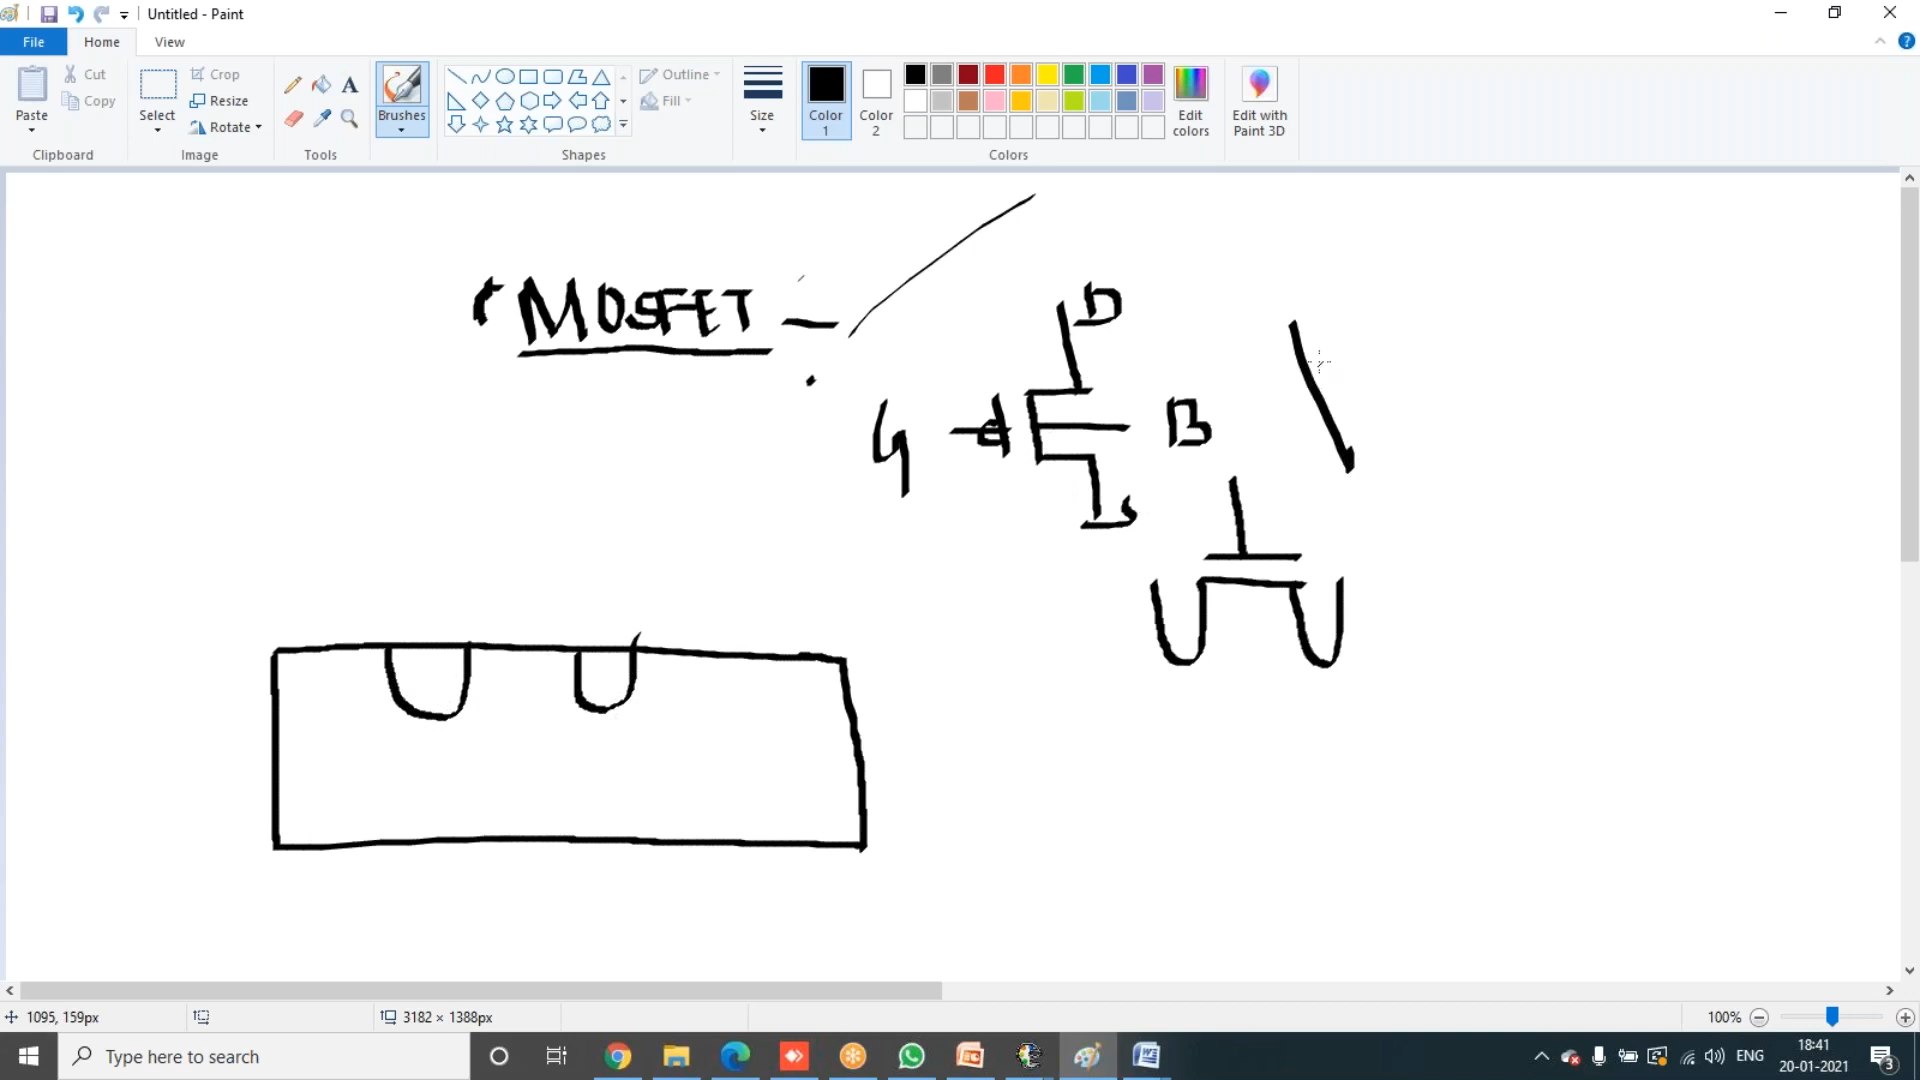 Untitled - Paint
File Home View
Paste
Cut
Copy
Clipboard
Select
Crop
Resize
Rotate
Image
A
Tools
Brushes
Outline
Fill
Shapes
Size
Color 1
Color 2
Edit colors
Colors
Edit with Paint 3D
MOSFET -
D
G
B
S
1095, 159px
3182 × 1388px
100%
Type here to search
ENG
18:41
20-01-2021
3